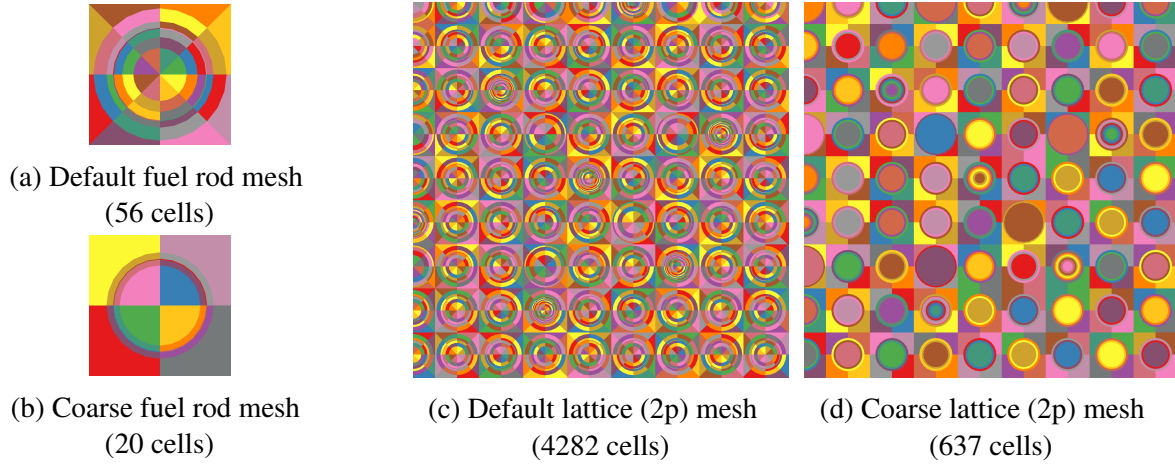 (a) Default fuel rod mesh
(56 cells)
(b) Coarse fuel rod mesh
(20 cells)
(c) Default lattice (2p) mesh
(4282 cells)
(d) Coarse lattice (2p) mesh
(637 cells)